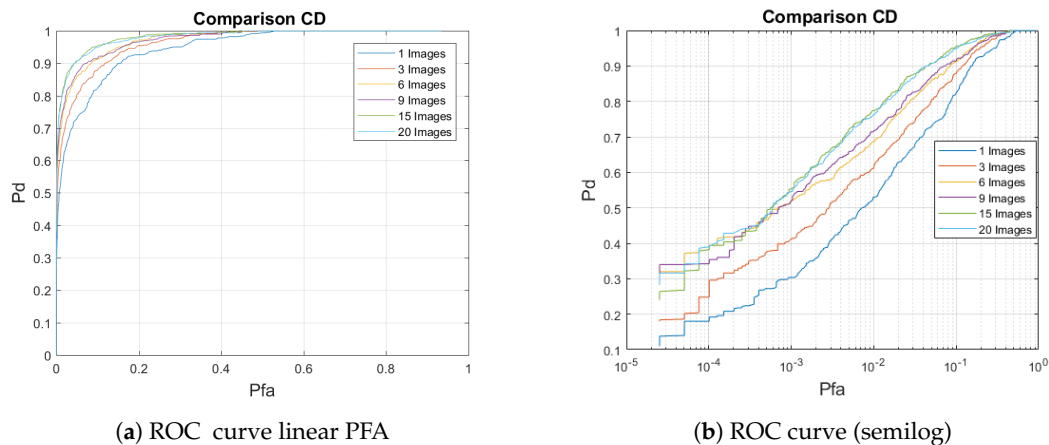 Comparison CD
1
0.9
0.8
0.7
0.6
0.5
0.4
0.3
0.2
0.1
0
Pd
0 0.2 0.4 0.6 0.8 1
Pfa
1 Images
3 Images
6 Images
9 Images
15 Images
20 Images
(a) ROC curve linear PFA
Comparison CD
1
0.9
0.8
0.7
0.6
0.5
0.4
0.3
0.2
0.1
Pd
10-5 10-4 10-3 10-2 10-1 100
Pfa
1 Images
3 Images
6 Images
9 Images
15 Images
20 Images
(b) ROC curve (semilog)